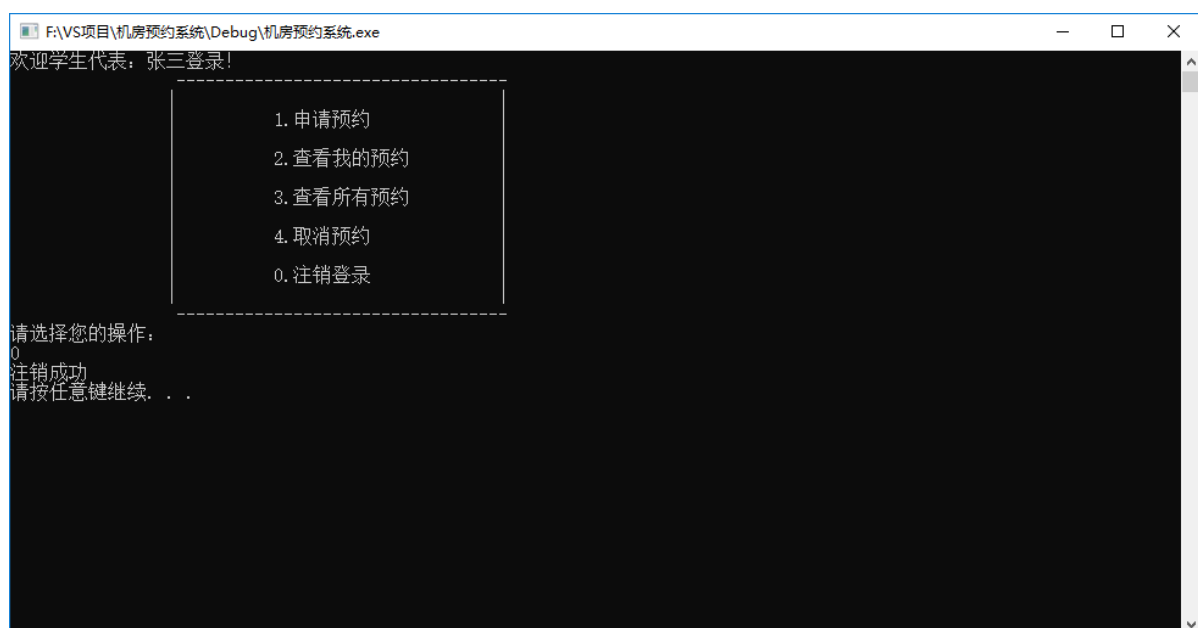 F:\VS项目\机房预约系统\Debug\机房预约系统.exe
欢迎学生代表：张三登录！
----------------------------------
1.申请预约
2.查看我的预约
3.查看所有预约
4.取消预约
0.注销登录
----------------------------------
请选择您的操作：
0
注销成功
请按任意键继续. . .